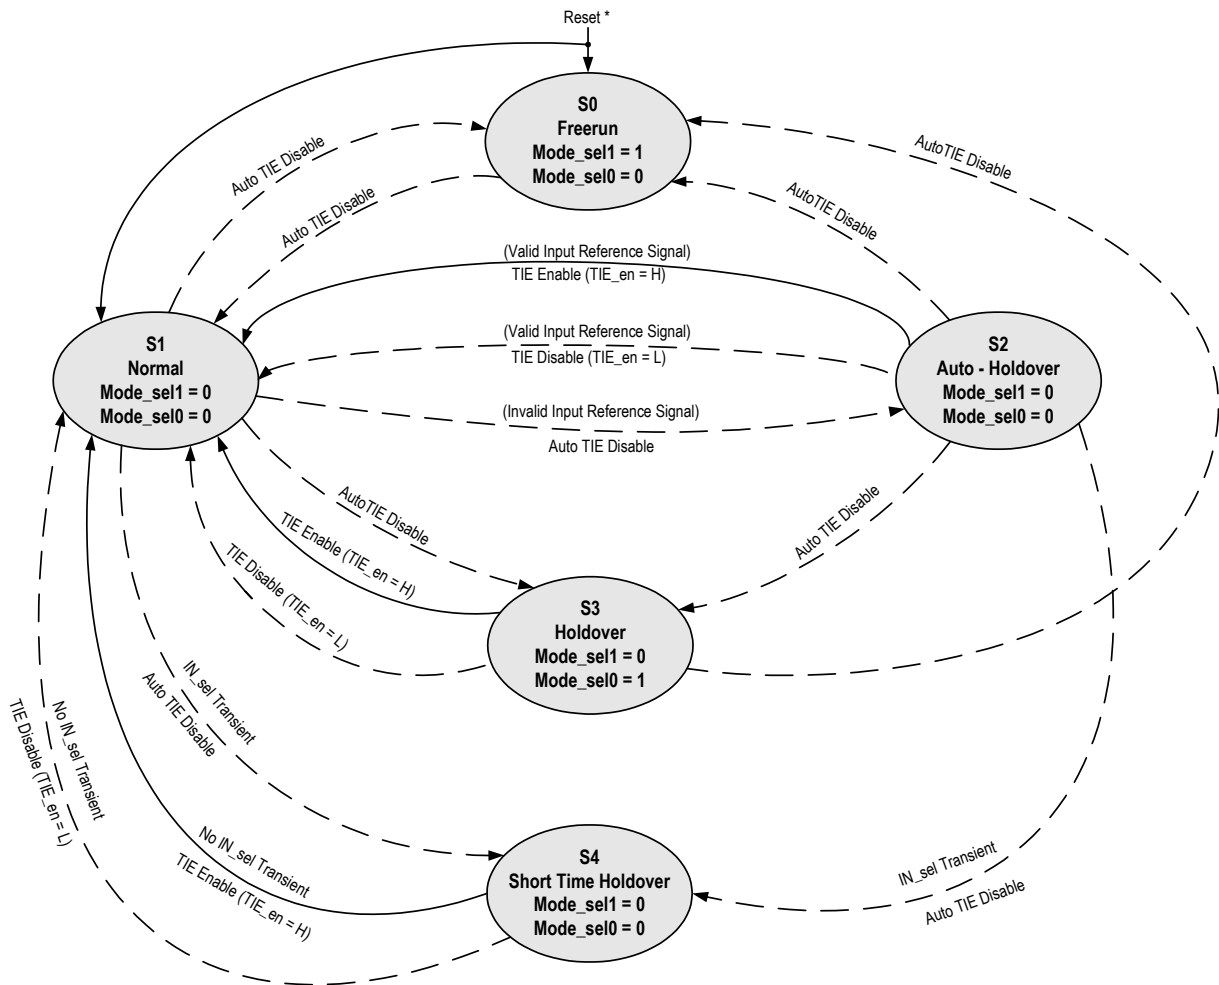 Reset *
S0
Freerun
Mode_sel1 = 1
Mode_sel0 = 0
Auto TIE Disable
Auto TIE Disable
AutoTIE Disable
AutoTIE Disable
(Valid Input Reference Signal)
TIE Enable (TIE_en = H)
S1
Normal
Mode_sel1 = 0
Mode_sel0 = 0
(Valid Input Reference Signal)
TIE Disable (TIE_en = L)
(Invalid Input Reference Signal)
Auto TIE Disable
S2
Auto - Holdover
Mode_sel1 = 0
Mode_sel0 = 0
AutoTIE Disable
TIE Enable (TIE_en = H)
TIE Disable (TIE_en = L)
Auto TIE Disable
S3
Holdover
Mode_sel1 = 0
Mode_sel0 = 1
IN_sel Transient
Auto TIE Disable
No IN_sel Transient
TIE Disable (TIE_en = L)
No IN_sel Transient
TIE Enable (TIE_en = H)
S4
Short Time Holdover
Mode_sel1 = 0
Mode_sel0 = 0
IN_sel Transient
Auto TIE Disable